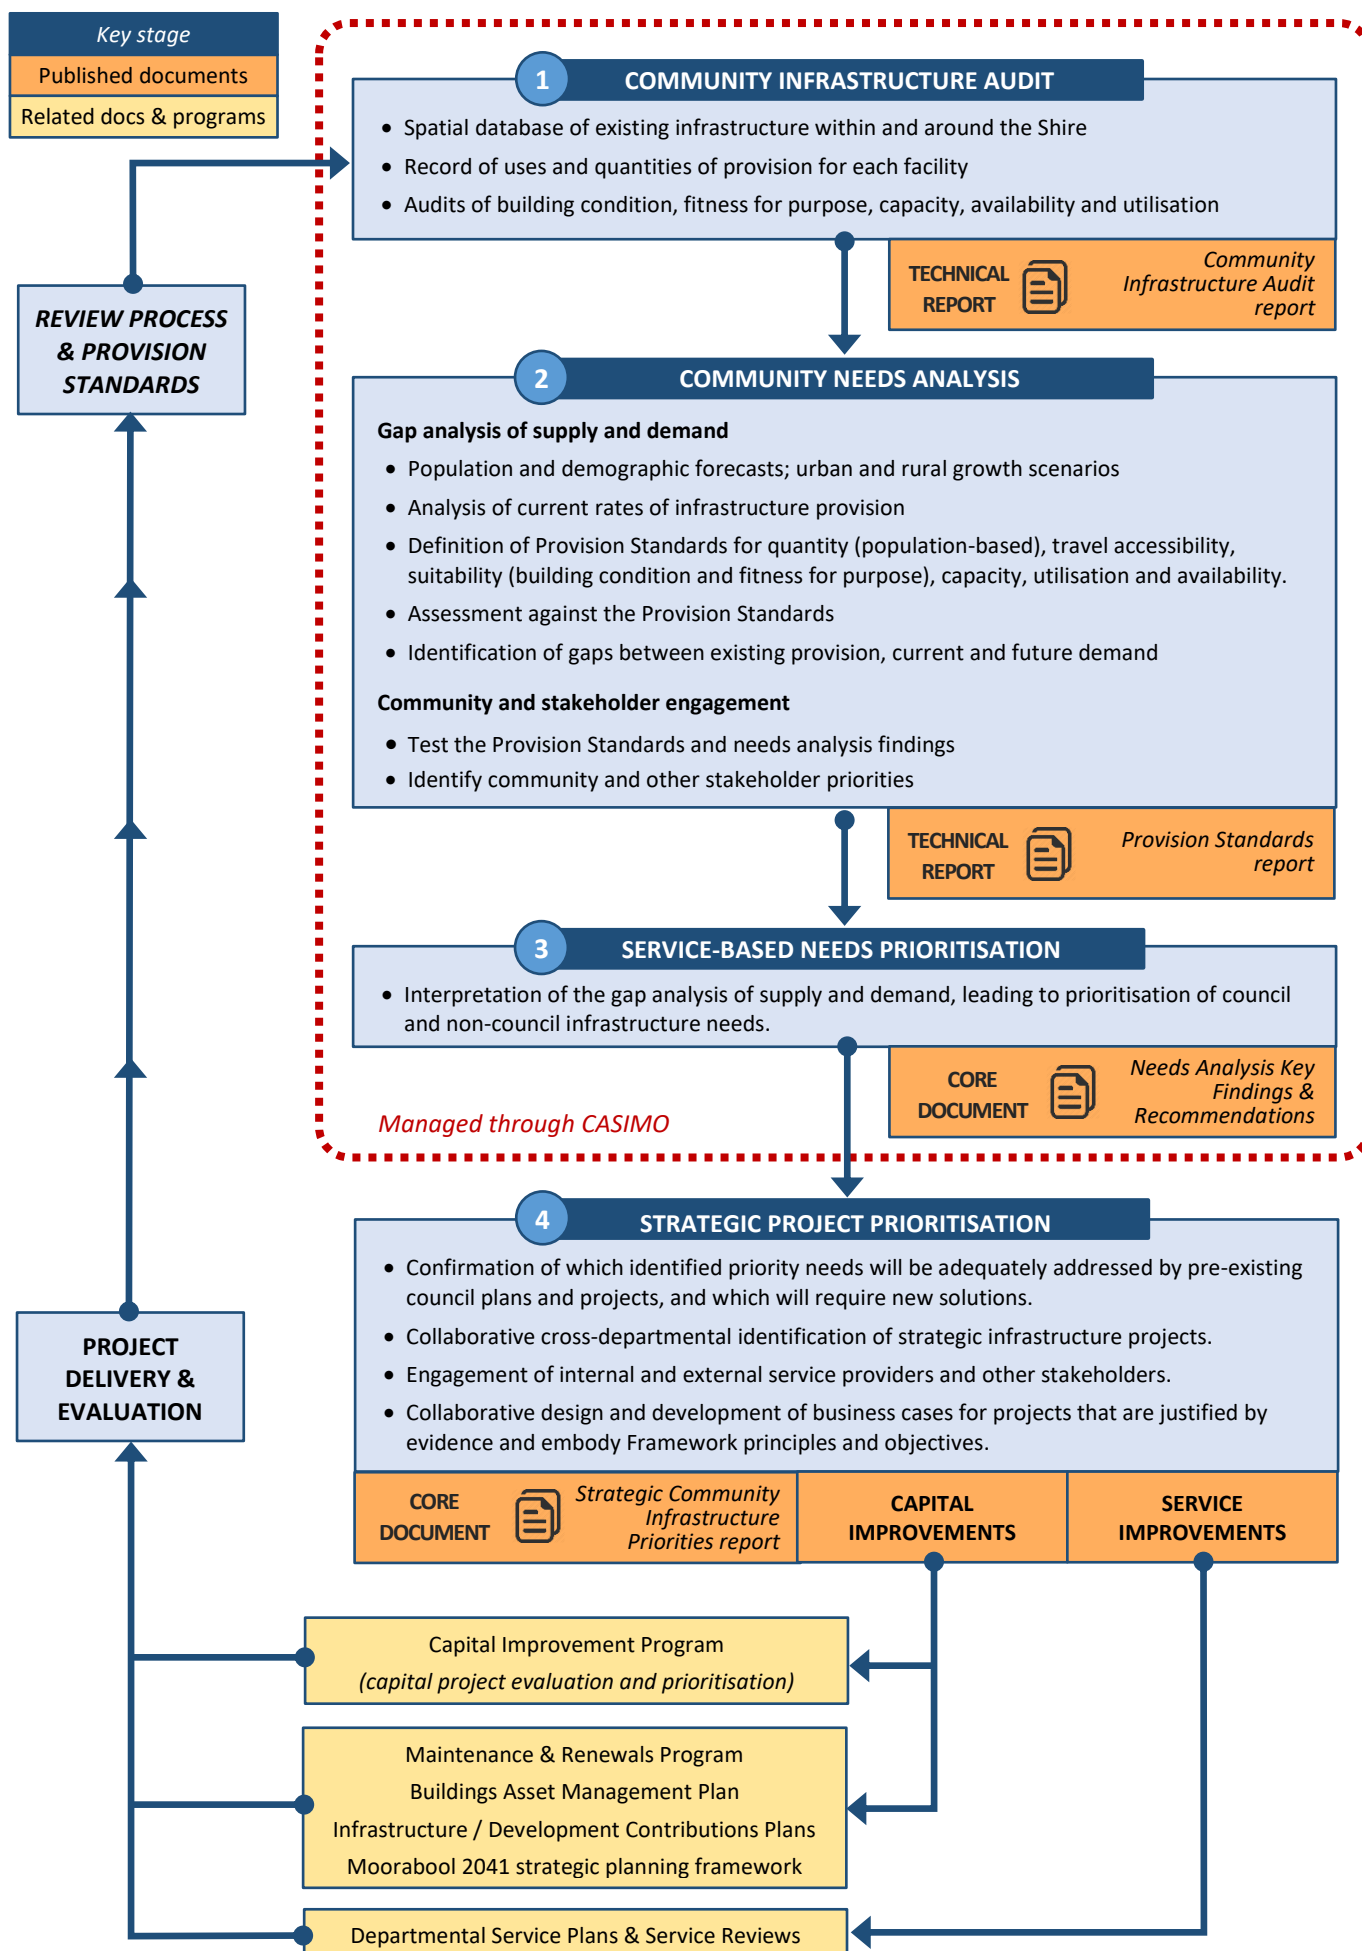 Key stage
Published documents
Related docs & programs
1 COMMUNITY INFRASTRUCTURE AUDIT
• Spatial database of existing infrastructure within and around the Shire
• Record of uses and quantities of provision for each facility
• Audits of building condition, fitness for purpose, capacity, availability and utilisation
TECHNICAL
REPORT
Community
Infrastructure Audit
report
REVIEW PROCESS
& PROVISION
STANDARDS
2 COMMUNITY NEEDS ANALYSIS
Gap analysis of supply and demand
• Population and demographic forecasts; urban and rural growth scenarios
• Analysis of current rates of infrastructure provision
• Definition of Provision Standards for quantity (population-based), travel accessibility,
suitability (building condition and fitness for purpose), capacity, utilisation and availability.
• Assessment against the Provision Standards
• Identification of gaps between existing provision, current and future demand
Community and stakeholder engagement
• Test the Provision Standards and needs analysis findings
• Identify community and other stakeholder priorities
TECHNICAL
REPORT
Provision Standards
report
3 SERVICE-BASED NEEDS PRIORITISATION
• Interpretation of the gap analysis of supply and demand, leading to prioritisation of council
and non-council infrastructure needs.
CORE
DOCUMENT
Needs Analysis Key
Findings &
Recommendations
Managed through CASIMO
4 STRATEGIC PROJECT PRIORITISATION
• Confirmation of which identified priority needs will be adequately addressed by pre-existing
council plans and projects, and which will require new solutions.
• Collaborative cross-departmental identification of strategic infrastructure projects.
• Engagement of internal and external service providers and other stakeholders.
• Collaborative design and development of business cases for projects that are justified by
evidence and embody Framework principles and objectives.
PROJECT
DELIVERY &
EVALUATION
CORE
DOCUMENT
Strategic Community
Infrastructure
Priorities report
CAPITAL
IMPROVEMENTS
SERVICE
IMPROVEMENTS
Capital Improvement Program
(capital project evaluation and prioritisation)
Maintenance & Renewals Program
Buildings Asset Management Plan
Infrastructure / Development Contributions Plans
Moorabool 2041 strategic planning framework
Departmental Service Plans & Service Reviews